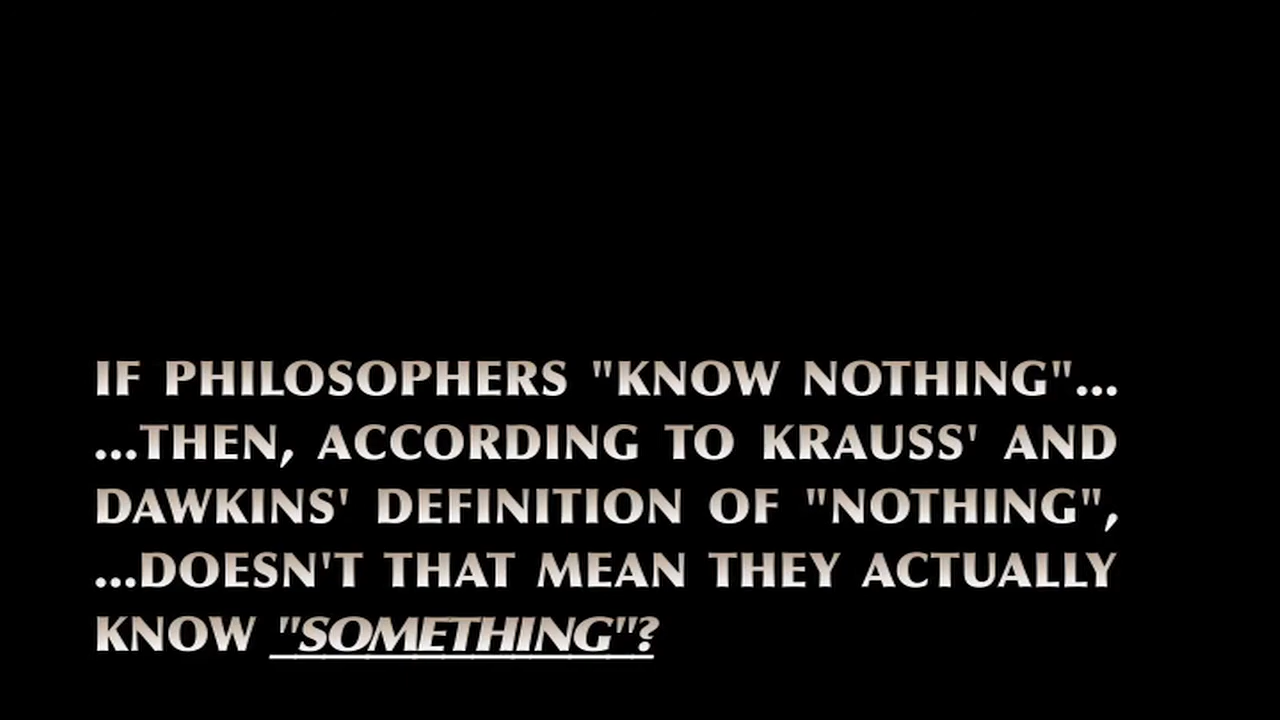 IF PHILOSOPHERS "KNOW NOTHING"...
...THEN, ACCORDING TO KRAUSS' AND
DAWKINS' DEFINITION OF "NOTHING",
...DOESN'T THAT MEAN THEY ACTUALLY
KNOW "SOMETHING"?